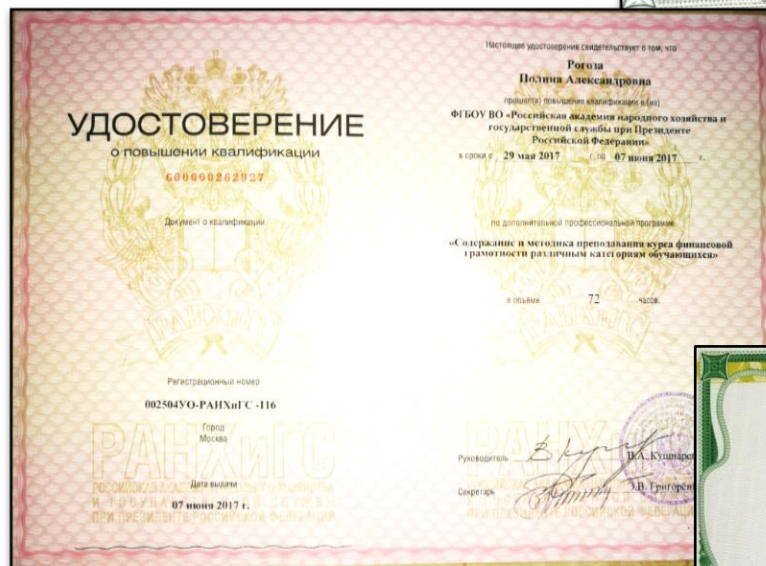 УДОСТОВЕРЕНИЕ
о повышении квалификации
600000262927
Документ о квалификации
Регистрационный номер
002504УО-РАНХиГС -116
Город
Москва
Дата выдачи
07 июня 2017 г.
РАНХиГС
Настоящее удостоверение свидетельствует о том, что
Рогоза
Полина Александровна
прошел(а) повышение квалификации в (на)
ФГБОУ ВО «Российская академия народного хозяйства и
государственной службы при Президенте
Российской Федерации»
в срок с 29 мая 2017 г. по 07 июня 2017 г.
по дополнительной профессиональной программе
«Содержание и методика преподавания курса финансовой
грамотности различным категориям обучающихся»
в объёме 72 часов.
Руководитель
Секретарь